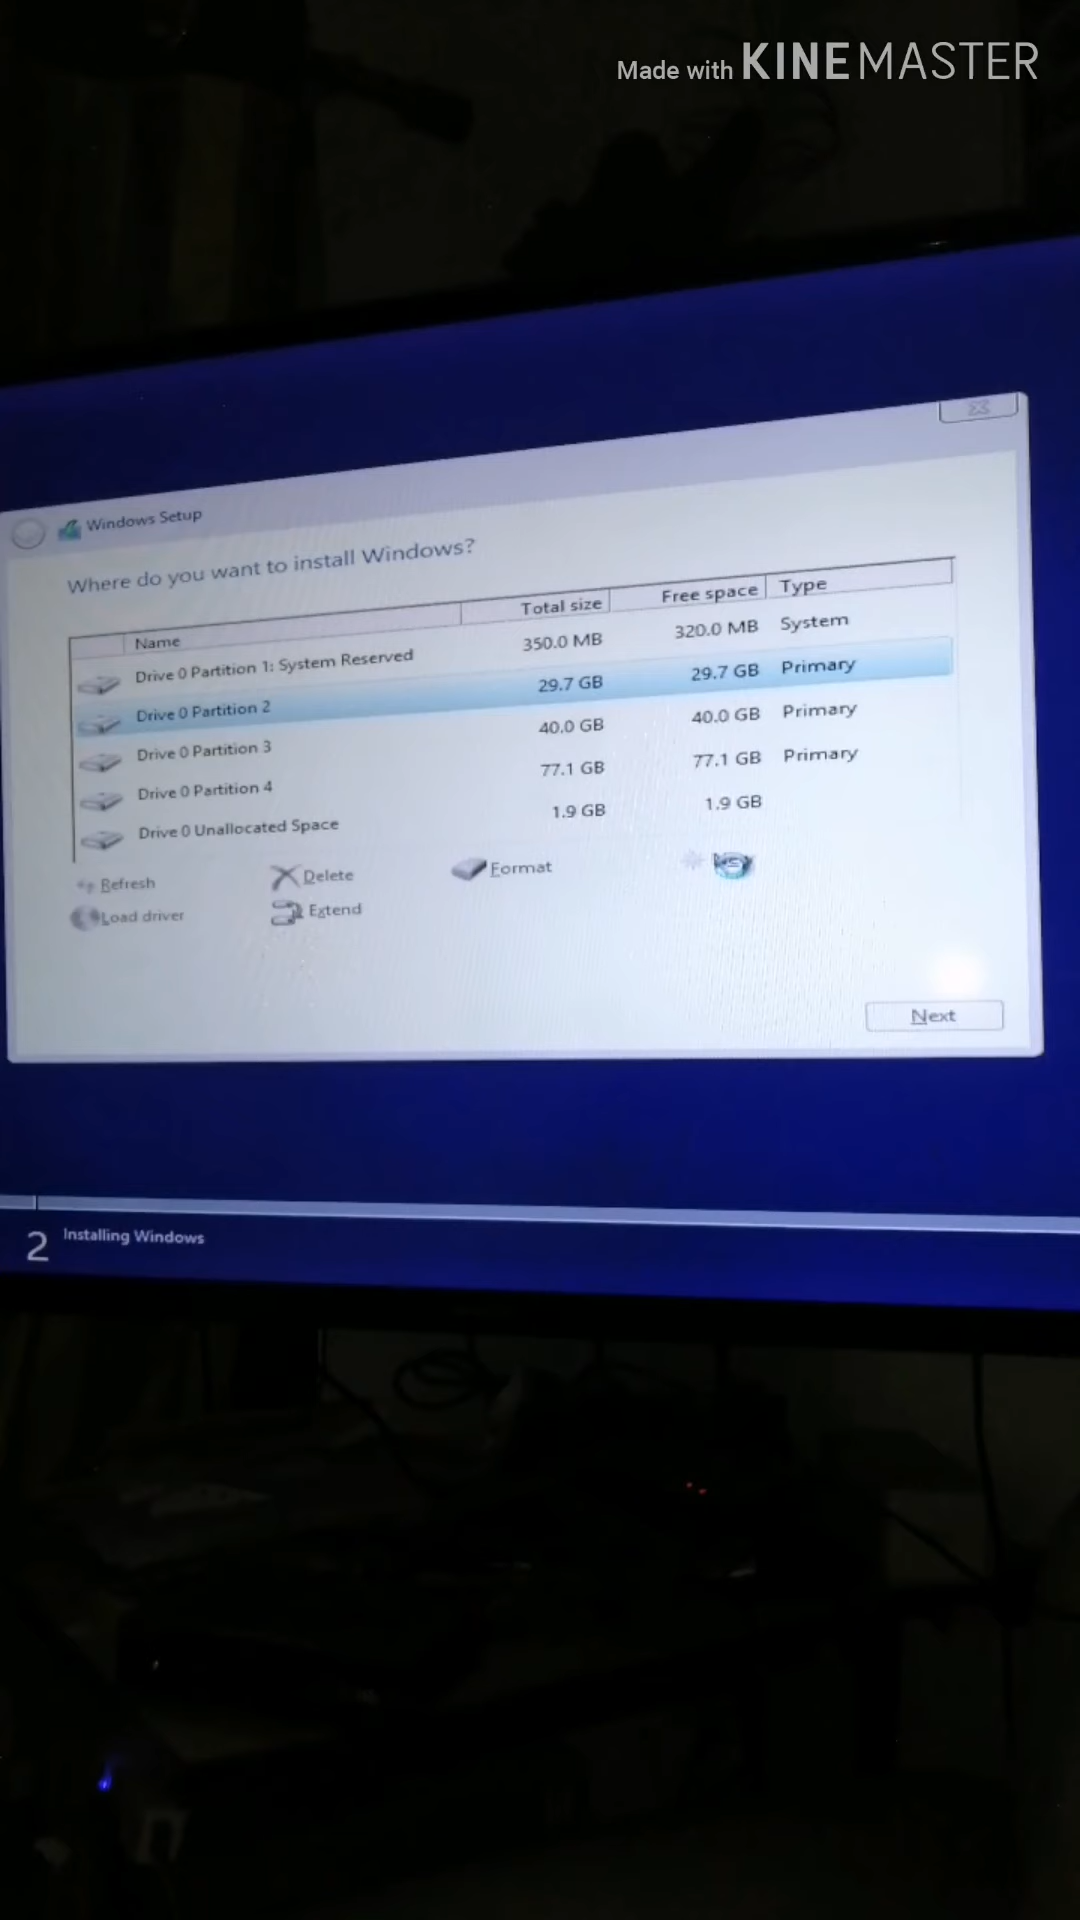 Made with KINEMASTER
Windows Setup
Where do you want to install Windows?
Name Total size Free space Type
Drive 0 Partition 1: System Reserved 350.0 MB 320.0 MB System
Drive 0 Partition 2 29.7 GB 29.7 GB Primary
Drive 0 Partition 3 40.0 GB 40.0 GB Primary
Drive 0 Partition 4 77.1 GB 77.1 GB Primary
Drive 0 Unallocated Space 1.9 GB 1.9 GB
Refresh Delete Format
Load driver Extend
Next
2 Installing Windows